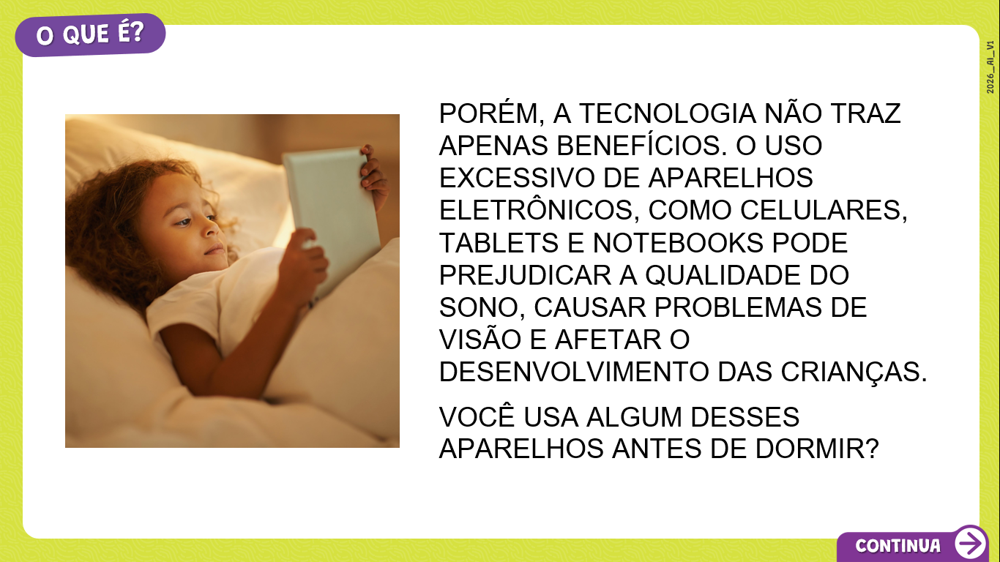 O QUE É?
2026_AI_V1
PORÉM, A TECNOLOGIA NÃO TRAZ
APENAS BENEFÍCIOS. O USO
EXCESSIVO DE APARELHOS
ELETRÔNICOS, COMO CELULARES,
TABLETS E NOTEBOOKS PODE
PREJUDICAR A QUALIDADE DO
SONO, CAUSAR PROBLEMAS DE
VISÃO E AFETAR O
DESENVOLVIMENTO DAS CRIANÇAS.
VOCÊ USA ALGUM DESSES
APARELHOS ANTES DE DORMIR?
CONTINUA